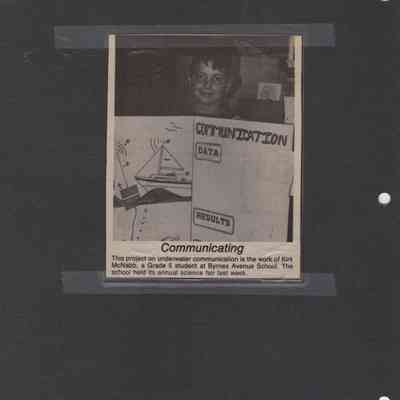 COMMUNICATION
DATA
RESULTS
Communicating
This project on underwater communication is the work of Kirk
McNabb, a Grade 5 student at Byrnes Avenue School. The
school held its annual science fair last week.